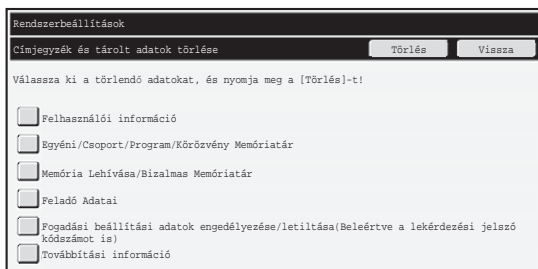 Rendszerbeállítások
Címjegyzék és tárolt adatok törlése
Törlés
Vissza
Válassza ki a törlendő adatokat, és nyomja meg a [Törlés]-t!
Felhasználói információ
Egyéni/Csoport/Program/Körözvény Memóriatár
Memória Lehívása/Bizalmas Memóriatár
Feladó Adatai
Fogadási beállítási adatok engedélyezése/letiltása(Beleértve a lekérdezési jelszó
kódszámot is)
Továbbítási információ